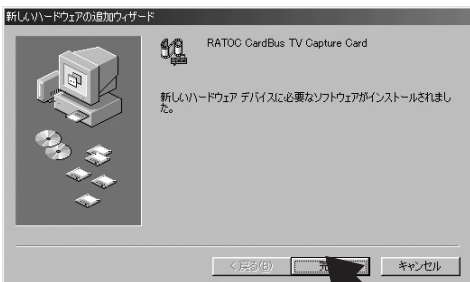 新しいハードウェアの追加ウィザード
RATOC CardBus TV Capture Card
新しいハードウェア デバイスに必要なソフトウェアがインストールされまし
た。
< 戻る(B)
キャンセル